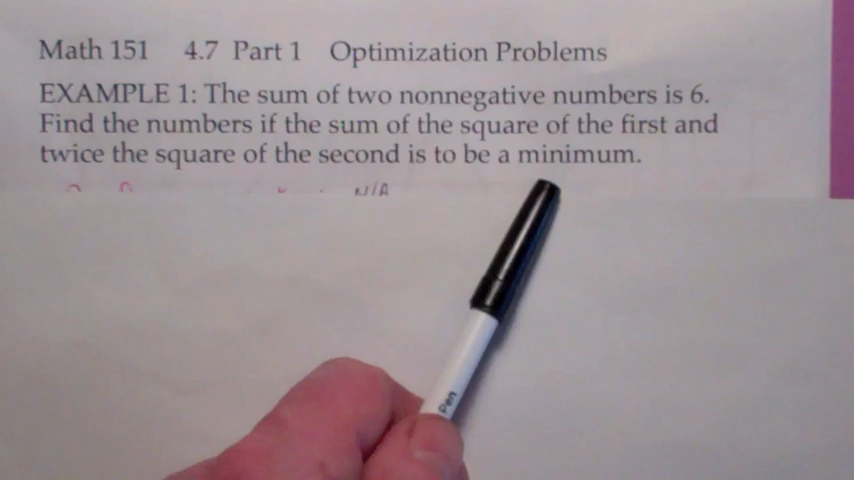 Math 151 4.7 Part 1 Optimization Problems
EXAMPLE 1: The sum of two nonnegative numbers is 6.
Find the numbers if the sum of the square of the first and
twice the square of the second is to be a minimum.
N/A
Pen